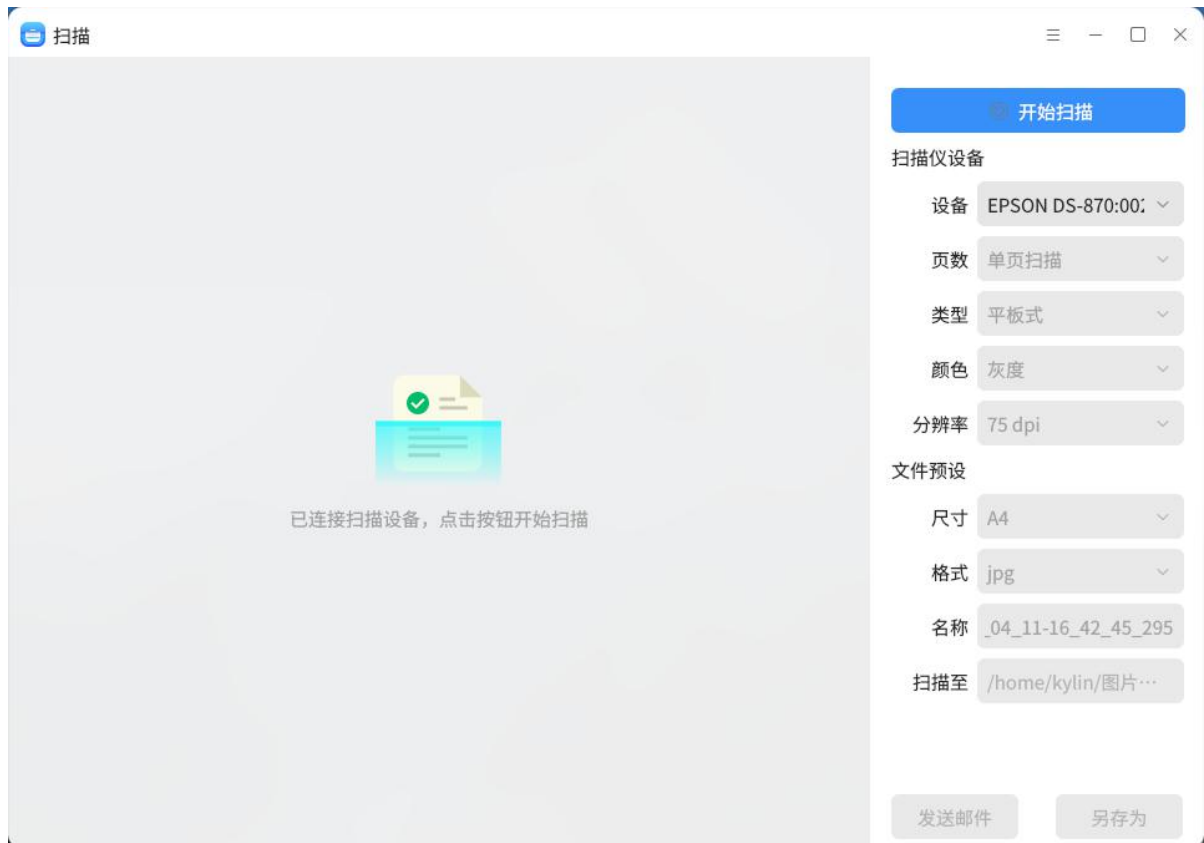 扫描
开始扫描
扫描仪设备
设备 EPSON DS-870:002
页数 单页扫描
类型 平板式
颜色 灰度
分辨率 75 dpi
文件预设
尺寸 A4
格式 jpg
名称 _04_11-16_42_45_295
扫描至 /home/kylin/图片…
已连接扫描设备，点击按钮开始扫描
发送邮件 另存为